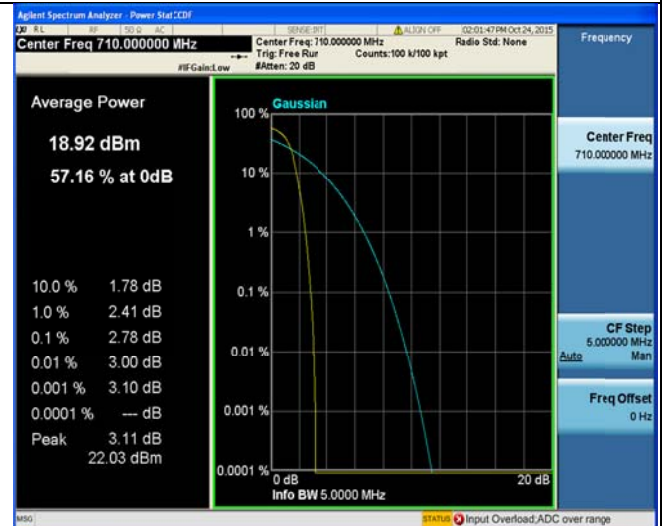 Agilent Spectrum Analyzer - Power Stat CCDF
RL RF 50 Ω AC SENSE:INT ALIGN OFF 02:01:47 PM Oct 24, 2015
Center Freq 710.000000 MHz
Center Freq: 710.000000 MHz Radio Std: None
Trig: Free Run Counts:100 k/100 kpt
#IFGain:Low #Atten: 20 dB
Frequency
Average Power
18.92 dBm
57.16 % at 0dB
10.0 % 1.78 dB
1.0 % 2.41 dB
0.1 % 2.78 dB
0.01 % 3.00 dB
0.001 % 3.10 dB
0.0001 % --- dB
Peak 3.11 dB
22.03 dBm
Gaussian
100 %
10 %
1 %
0.1 %
0.01 %
0.001 %
0.0001 %
0 dB 20 dB
Info BW 5.0000 MHz
Center Freq
710.000000 MHz
CF Step
5.000000 MHz
Auto Man
Freq Offset
0 Hz
MSG STATUS Input Overload;ADC over range